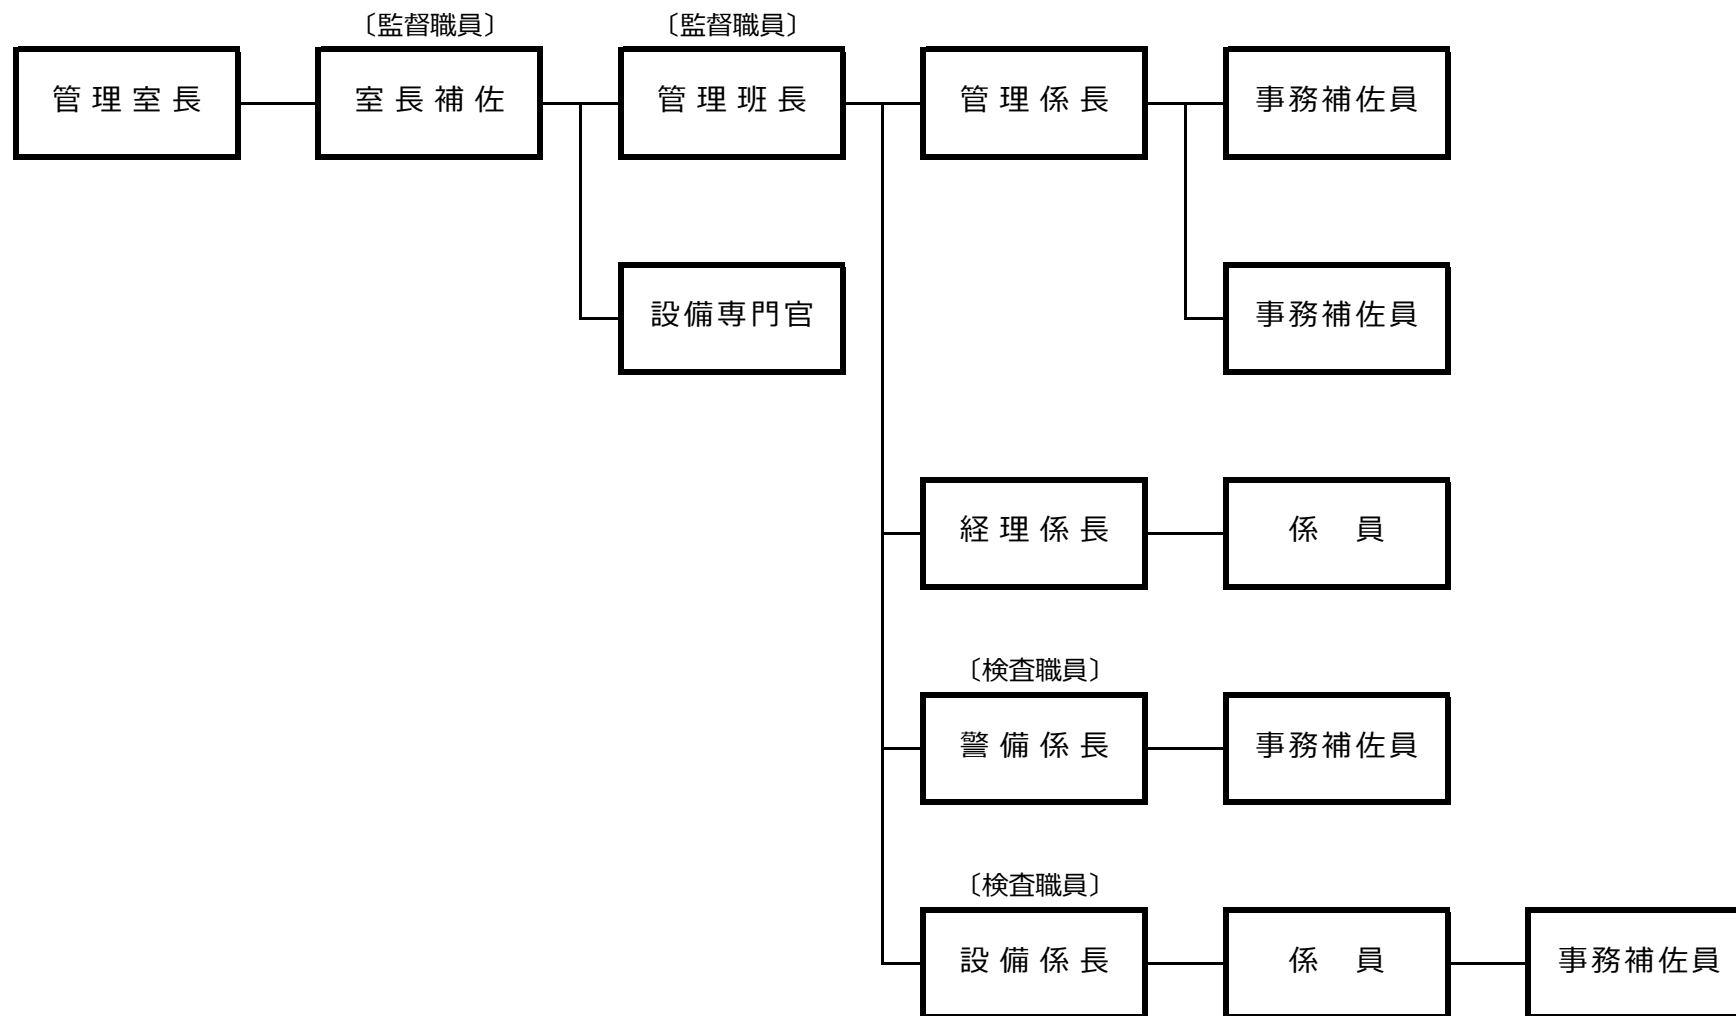 〔監督職員〕 〔監督職員〕
管理室長 室長補佐 管理班長 管理係長 事務補佐員
設備専門官 事務補佐員
経理係長 係 員
〔検査職員〕
警備係長 事務補佐員
〔検査職員〕
設備係長 係 員 事務補佐員